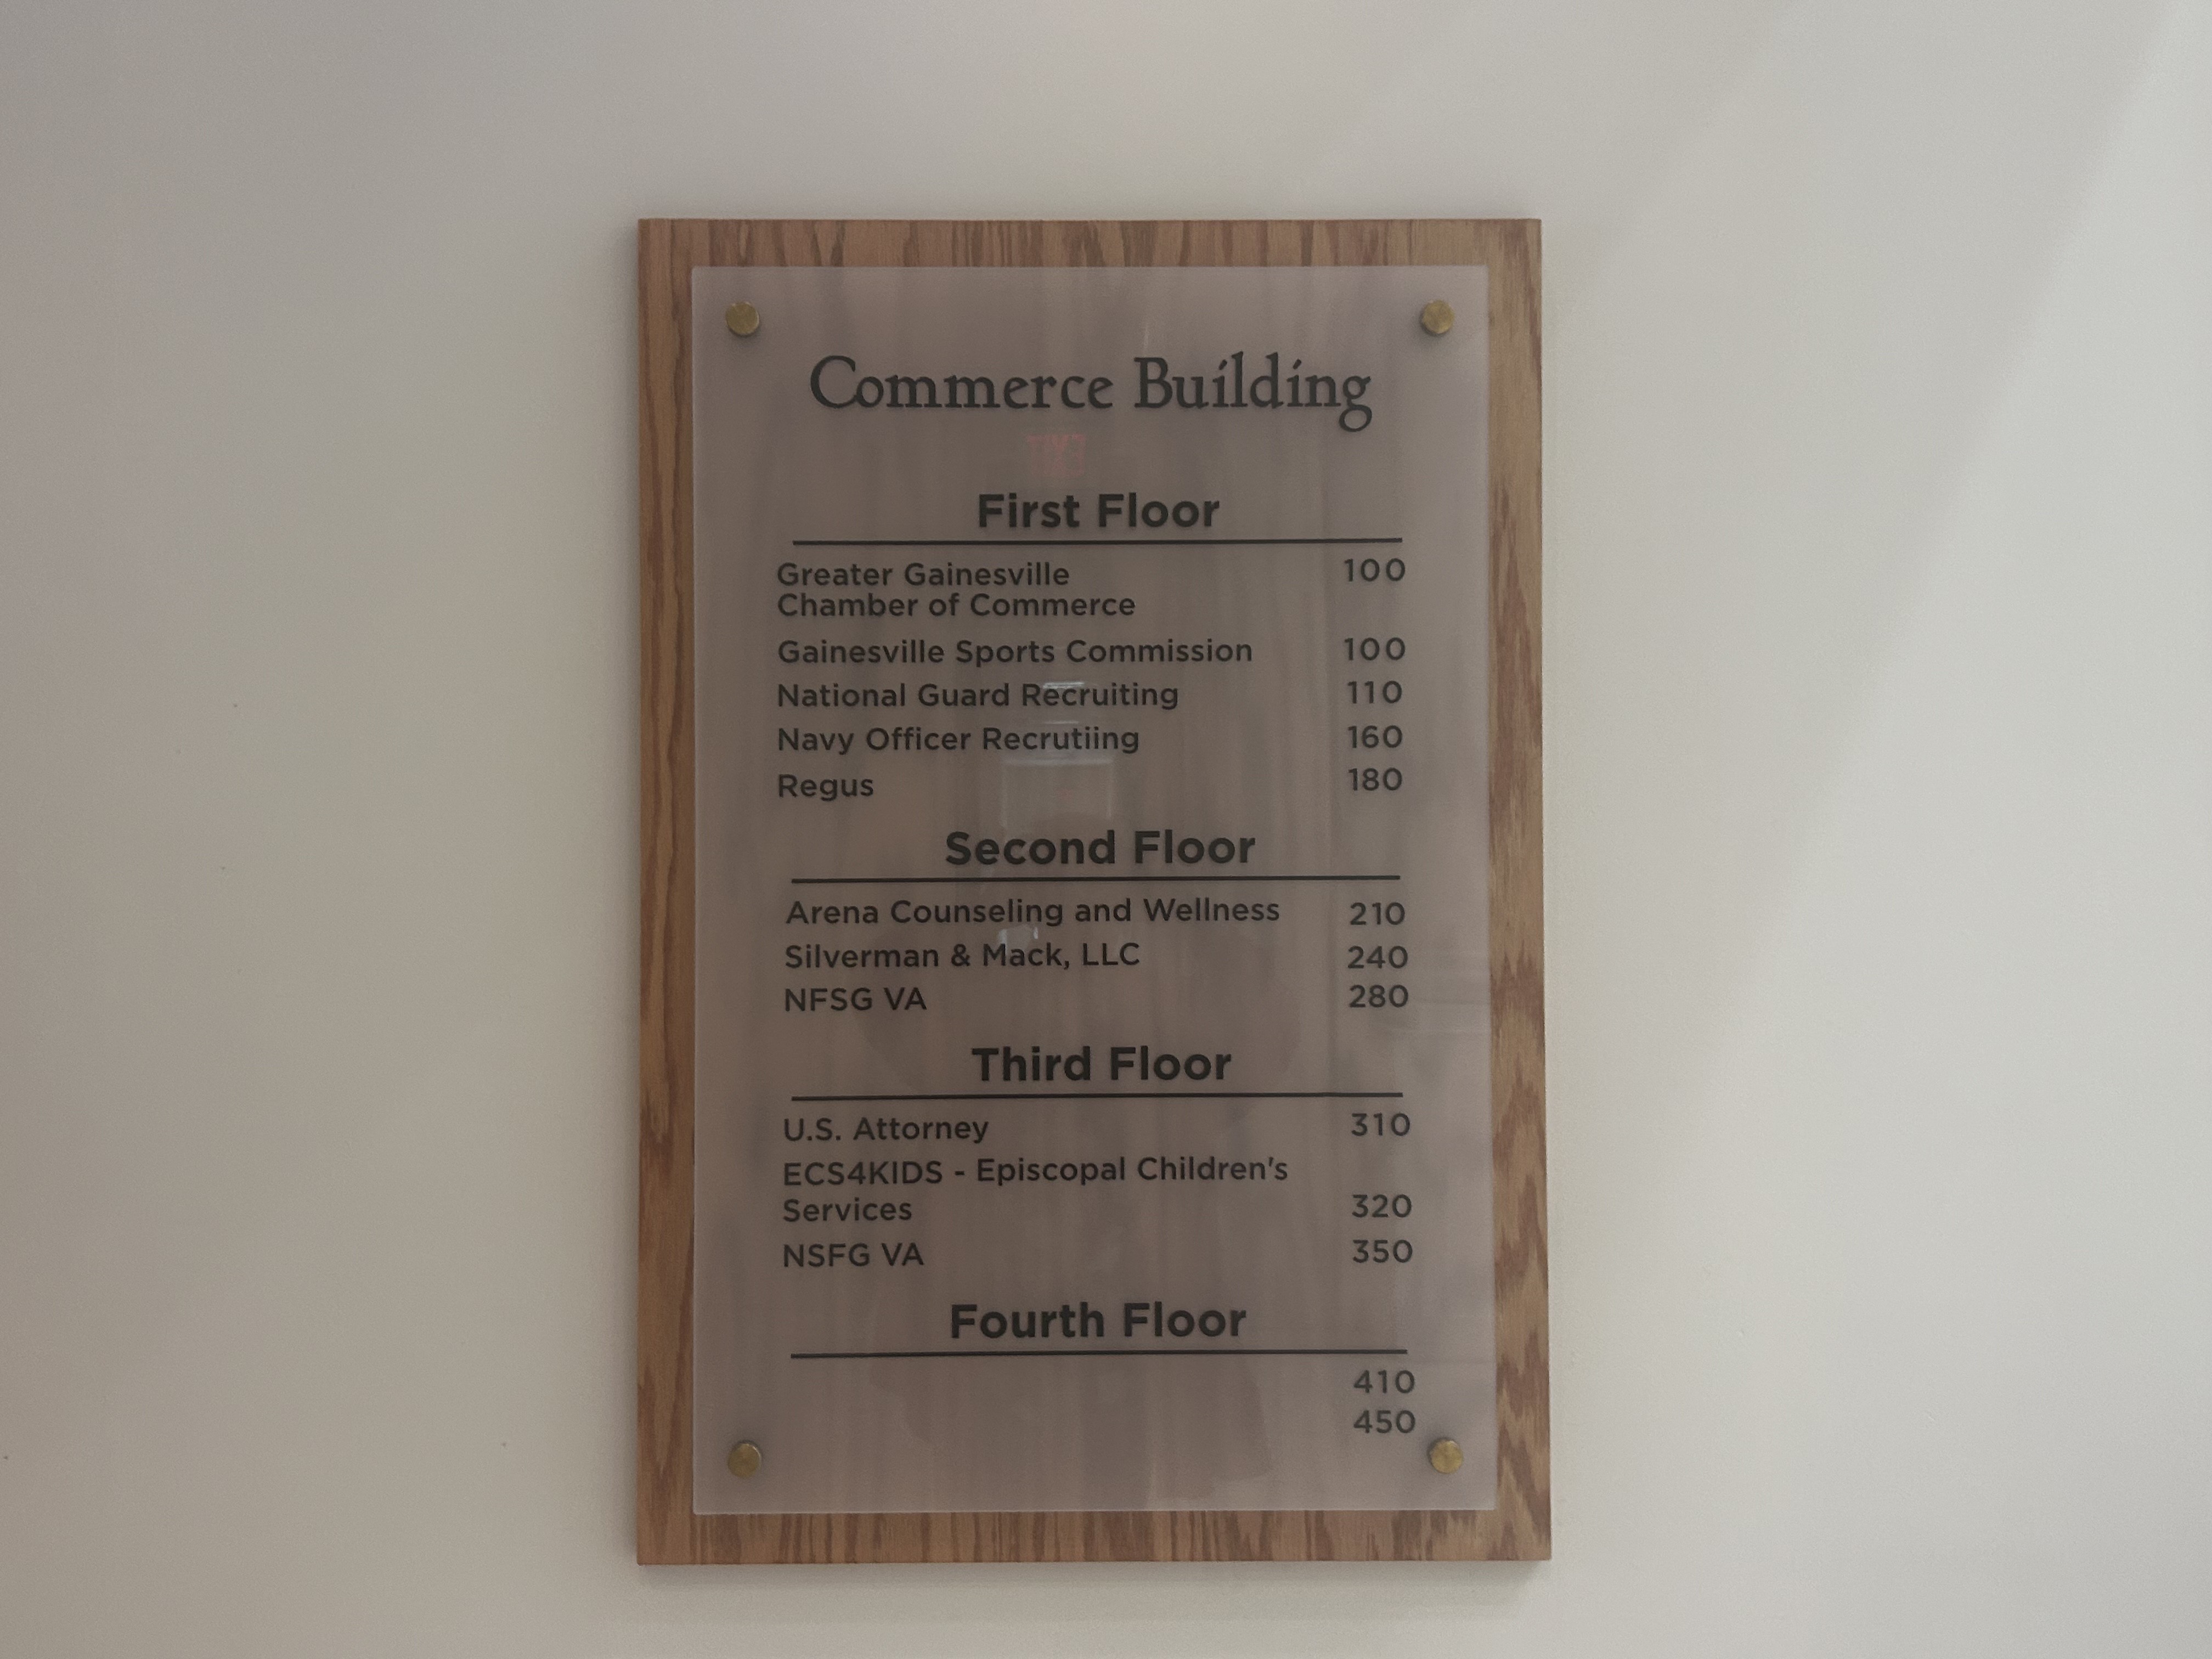 Commerce Building
First Floor
Greater Gainesville 100
Chamber of Commerce
Gainesville Sports Commission 100
National Guard Recruiting 110
Navy Officer Recrutiing 160
Regus 180
Second Floor
Arena Counseling and Wellness 210
Silverman & Mack, LLC 240
NFSG VA 280
Third Floor
U.S. Attorney 310
ECS4KIDS - Episcopal Children's
Services 320
NSFG VA 350
Fourth Floor
410
450